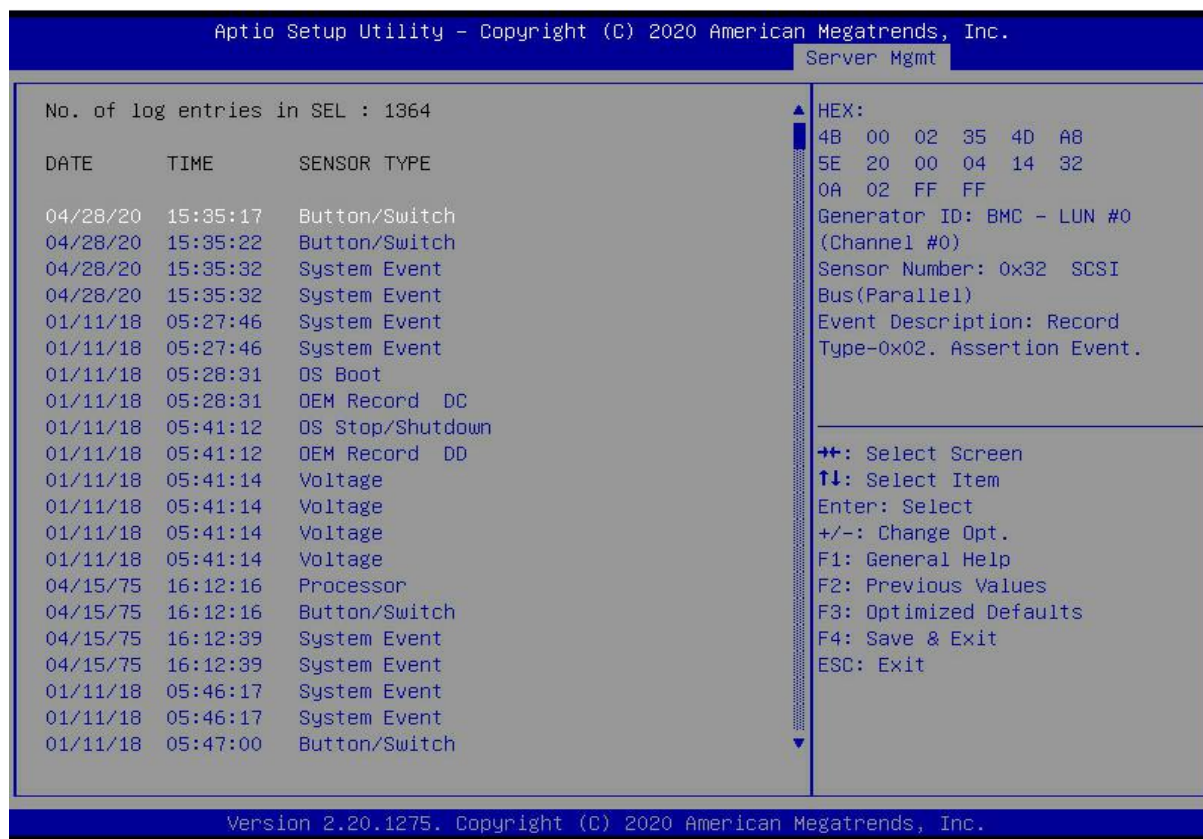 Aptio Setup Utility – Copyright (C) 2020 American Megatrends, Inc.
Server Mgmt
No. of log entries in SEL : 1364
DATE TIME SENSOR TYPE
04/28/20 15:35:17 Button/Switch
04/28/20 15:35:22 Button/Switch
04/28/20 15:35:32 System Event
04/28/20 15:35:32 System Event
01/11/18 05:27:46 System Event
01/11/18 05:27:46 System Event
01/11/18 05:28:31 OS Boot
01/11/18 05:28:31 OEM Record DC
01/11/18 05:41:12 OS Stop/Shutdown
01/11/18 05:41:12 OEM Record DD
01/11/18 05:41:14 Voltage
01/11/18 05:41:14 Voltage
01/11/18 05:41:14 Voltage
01/11/18 05:41:14 Voltage
04/15/75 16:12:16 Processor
04/15/75 16:12:16 Button/Switch
04/15/75 16:12:39 System Event
04/15/75 16:12:39 System Event
01/11/18 05:46:17 System Event
01/11/18 05:46:17 System Event
01/11/18 05:47:00 Button/Switch
HEX:
4B 00 02 35 4D A8
5E 20 00 04 14 32
0A 02 FF FF
Generator ID: BMC – LUN #0
(Channel #0)
Sensor Number: 0x32 SCSI
Bus(Parallel)
Event Description: Record
Type-0x02. Assertion Event.
→←: Select Screen
↑↓: Select Item
Enter: Select
+/-: Change Opt.
F1: General Help
F2: Previous Values
F3: Optimized Defaults
F4: Save & Exit
ESC: Exit
Version 2.20.1275. Copyright (C) 2020 American Megatrends, Inc.